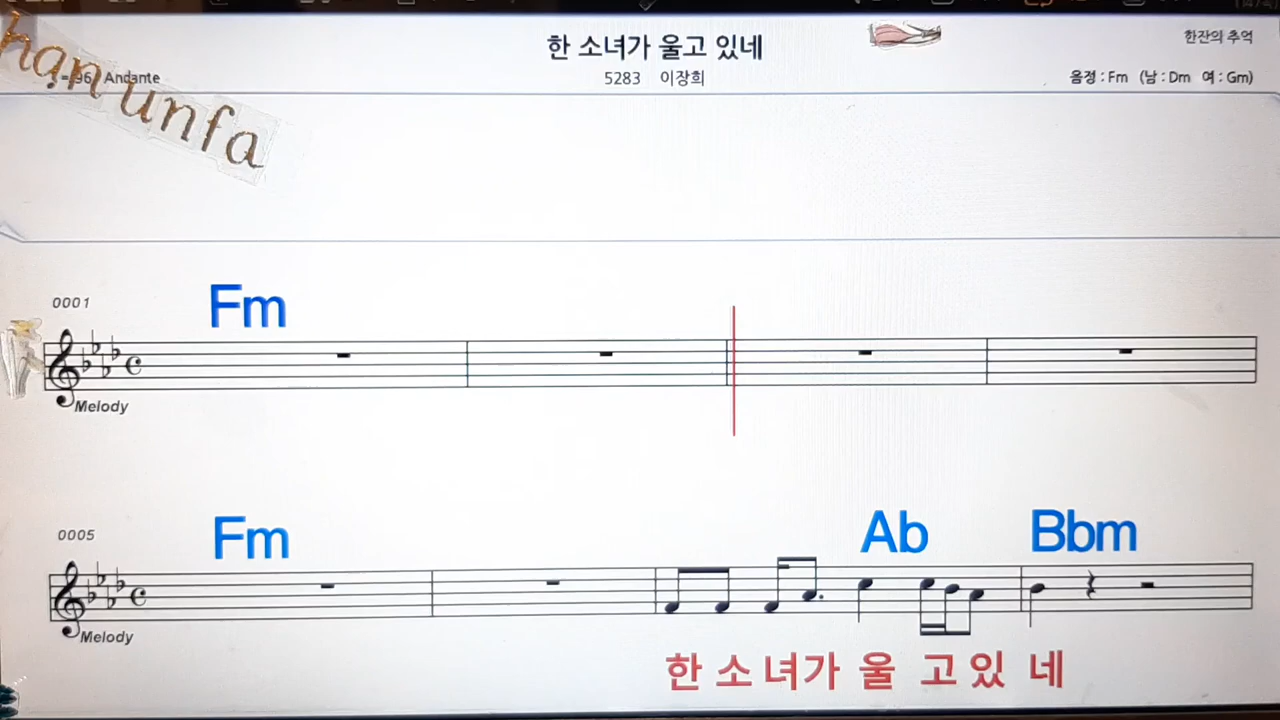 한 소녀가 울고 있네
한잔의 추억
han unfa
=96 Andante
5283 이장희
음정 : Fm (남 : Dm 여 : Gm)
0001
Fm
Melody
0005
Fm Ab Bbm
Melody
한 소 녀가 울 고 있 네